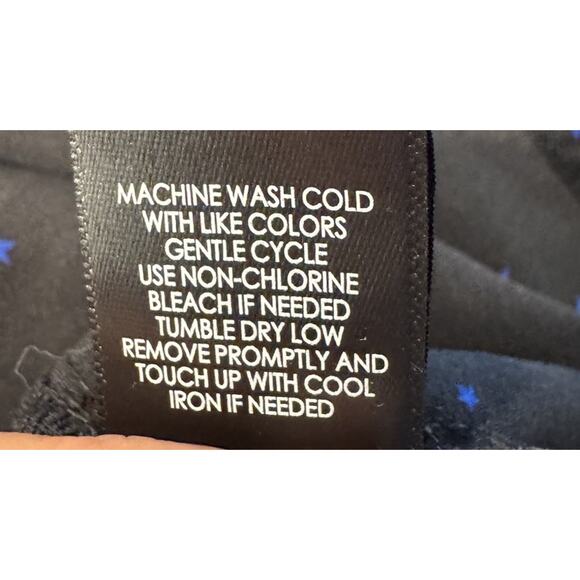 MACHINE WASH COLD
WITH LIKE COLORS
GENTLE CYCLE
USE NON-CHLORINE
BLEACH IF NEEDED
TUMBLE DRY LOW
REMOVE PROMPTLY AND
TOUCH UP WITH COOL
IRON IF NEEDED